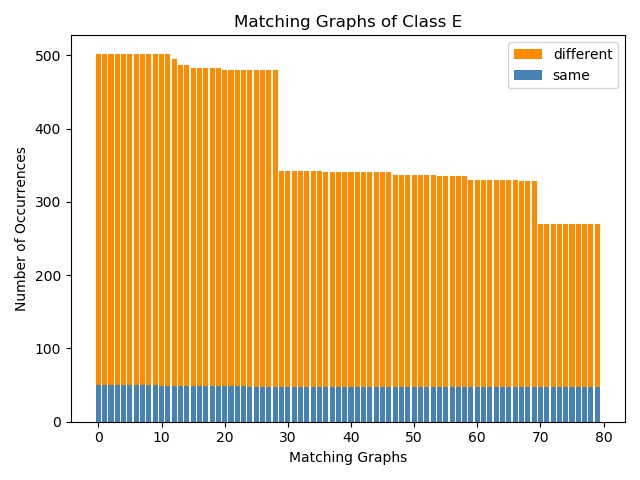 Matching Graphs of Class E
different
same
Number of Occurrences
500
400
300
200
100
0
0 10 20 30 40 50 60 70 80
Matching Graphs